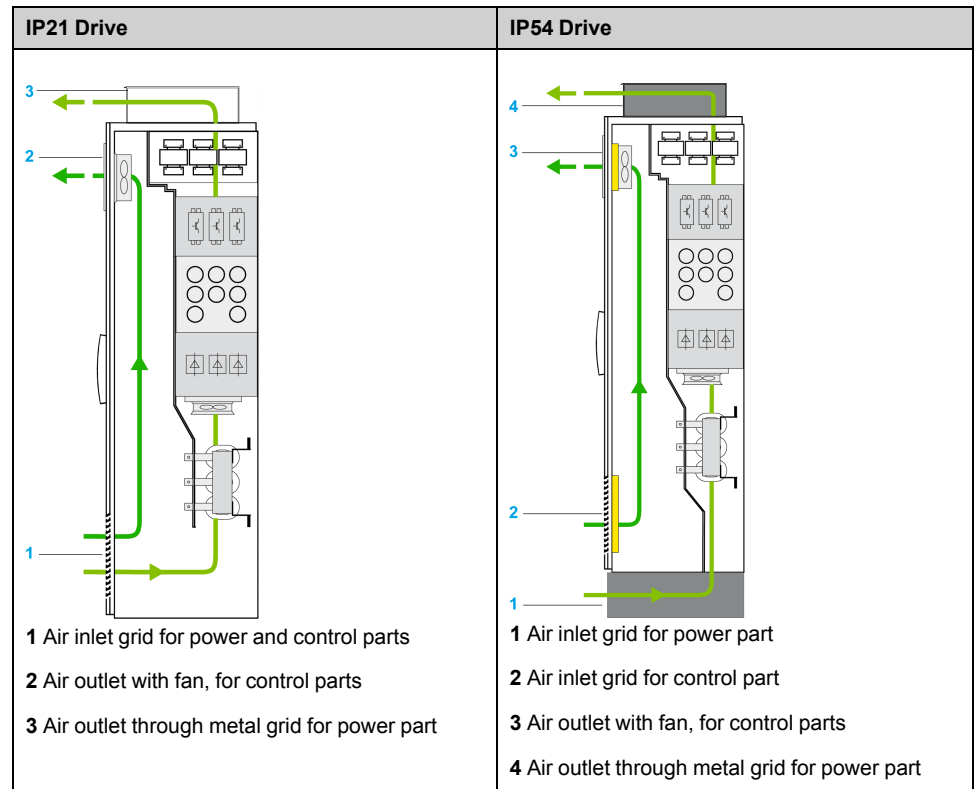 IP21 Drive
3
2
1
1 Air inlet grid for power and control parts
2 Air outlet with fan, for control parts
3 Air outlet through metal grid for power part
IP54 Drive
4
3
2
1
1 Air inlet grid for power part
2 Air inlet grid for control part
3 Air outlet with fan, for control parts
4 Air outlet through metal grid for power part